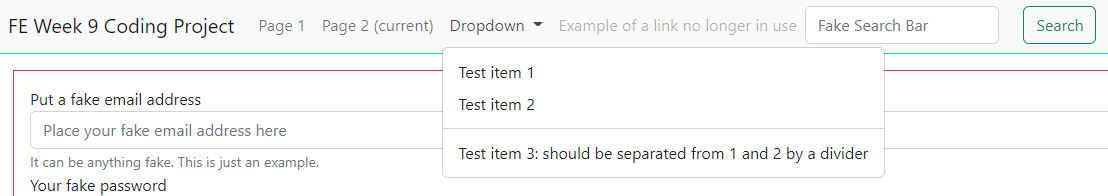 FE Week 9 Coding Project Page 1 Page 2 (current) Dropdown Example of a link no longer in use Fake Search Bar Search
Test item 1
Test item 2
Test item 3: should be separated from 1 and 2 by a divider
Put a fake email address
Place your fake email address here
It can be anything fake. This is just an example.
Your fake password